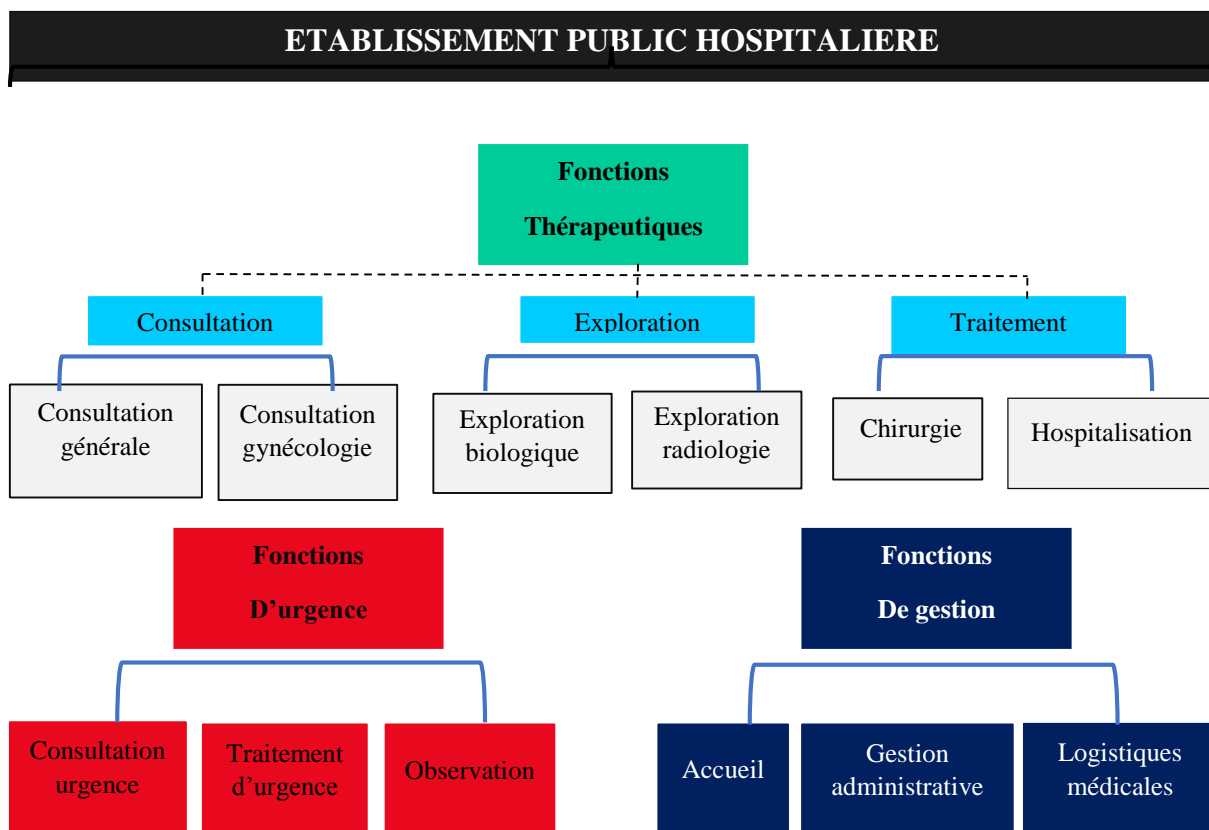 ETABLISSEMENT PUBLIC HOSPITALIERE
Fonctions
Thérapeutiques
Consultation
Exploration
Traitement
Consultation
générale
Consultation
gynécologie
Exploration
biologique
Exploration
radiologie
Chirurgie
Hospitalisation
Fonctions
D’urgence
Fonctions
De gestion
Consultation
urgence
Traitement
d’urgence
Observation
Accueil
Gestion
administrative
Logistiques
médicales